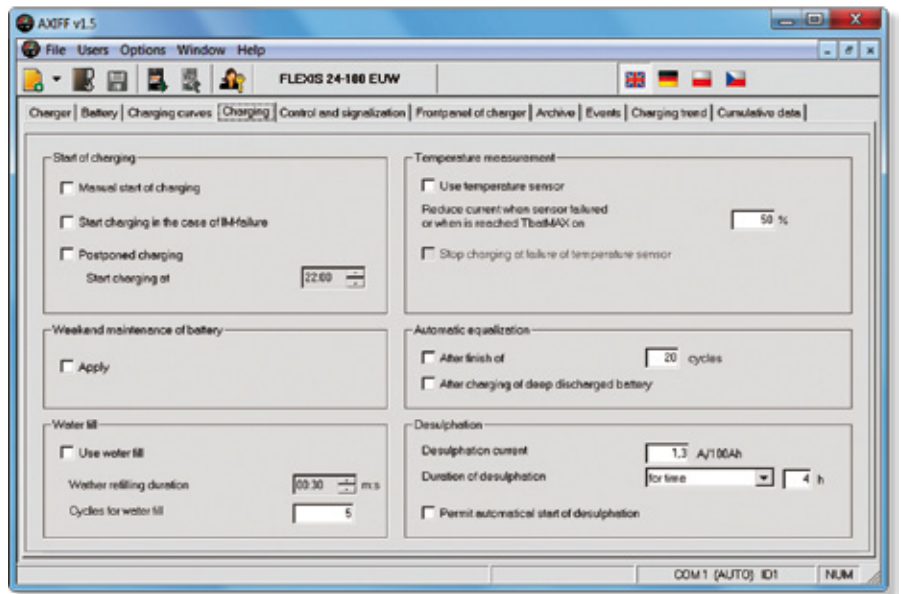 AXIFF v1.5
File Users Options Window Help
FLEXIS 24-100 EUW
Charger Battery Charging curves Charging Control and signalization Frontpanel of charger Archive Events Charging trend Cumulative data
Start of charging
Manual start of charging
Start charging in the case of IM-failure
Postponed charging
Start charging at 22:00
Temperature measurement
Use temperature sensor
Reduce current when sensor failured
or when is reached TbatMAX on 50 %
Stop charging at failure of temperature sensor
Weekend maintenance of battery
Apply
Automatic equalization
After finish of 20 cycles
After charging of deep discharged battery
Water fill
Use water fill
Wather refilling duration 00:30 m:s
Cycles for water fill 5
Desulphation
Desulphation current 1,3 A/100Ah
Duration of desulphation for time 4 h
Permit automatical start of desulphation
COM1 (AUTO) ID1 NUM